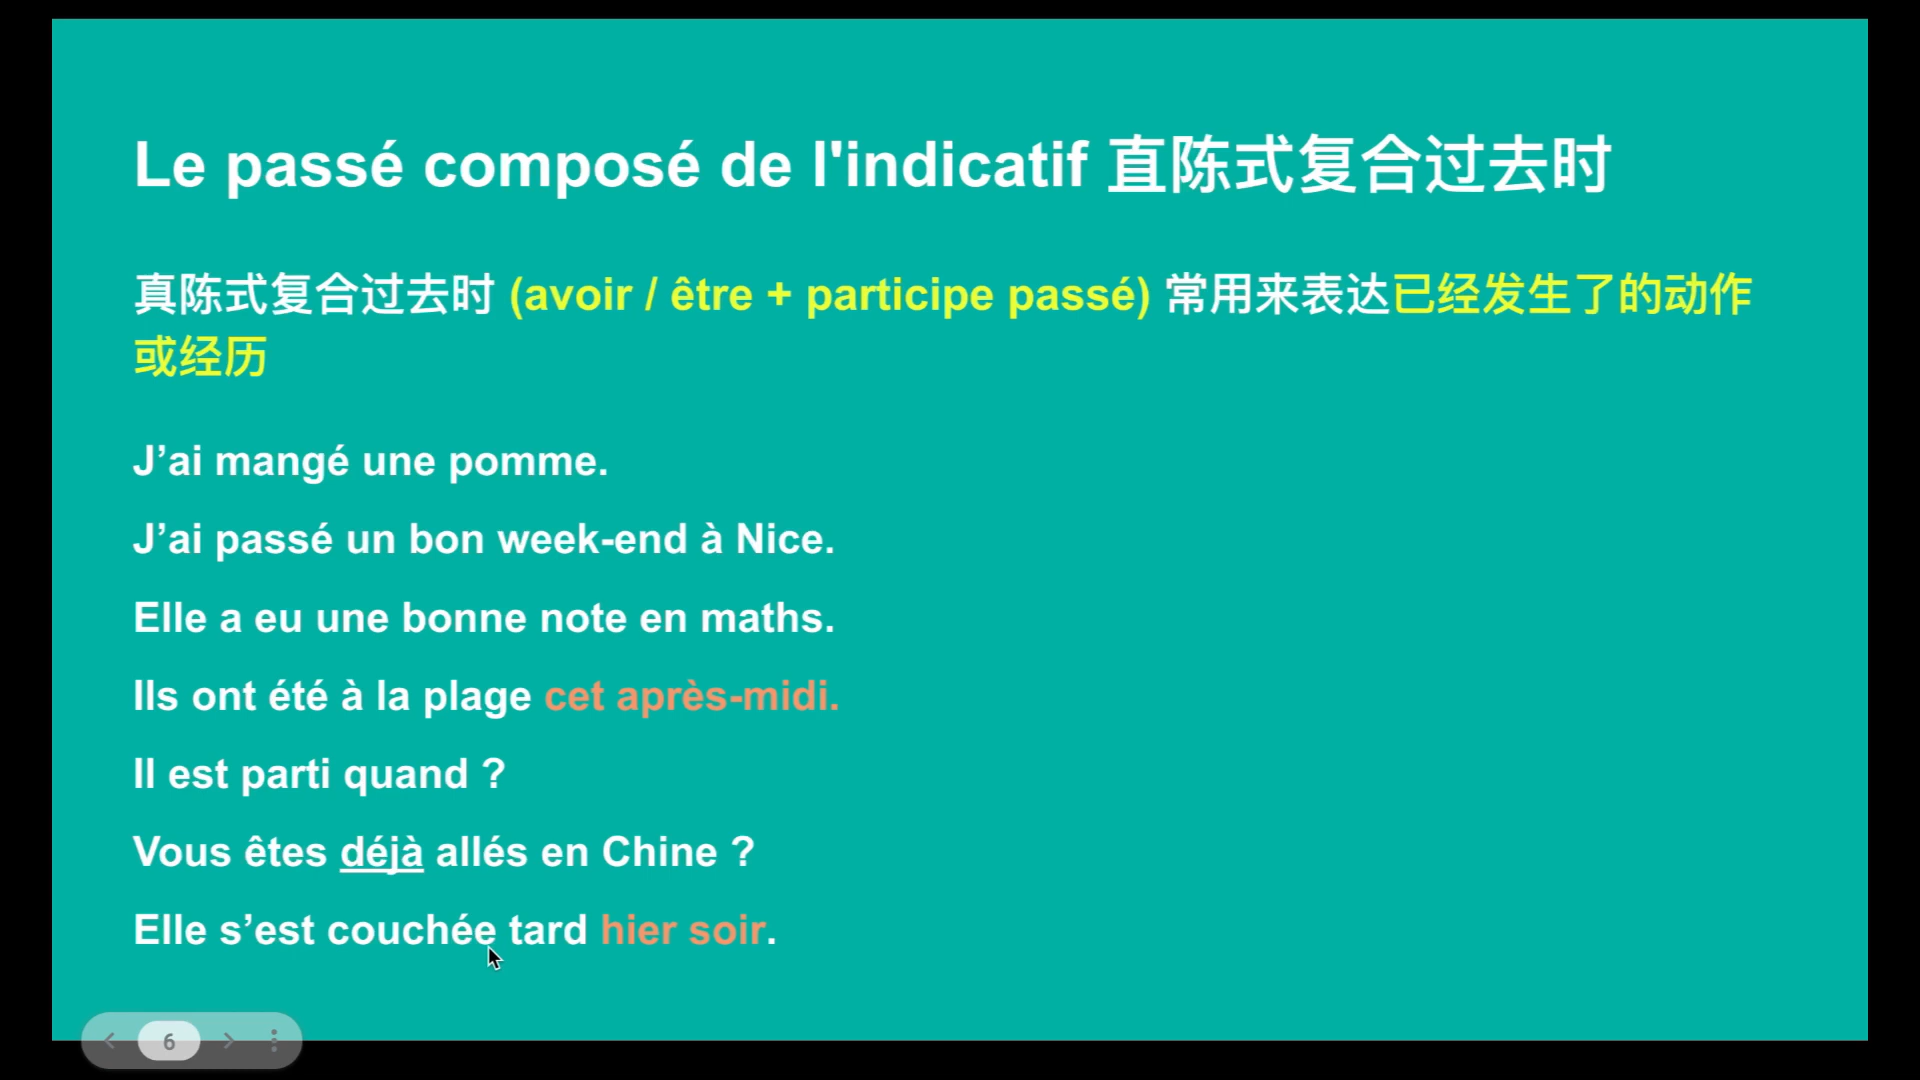 Le passé composé de l'indicatif 直陈式复合过去时
真陈式复合过去时 (avoir / être + participe passé) 常用来表达已经发生了的动作
或经历
J’ai mangé une pomme.
J’ai passé un bon week-end à Nice.
Elle a eu une bonne note en maths.
Ils ont été à la plage cet après-midi.
Il est parti quand ?
Vous êtes déjà allés en Chine ?
Elle s’est couchée tard hier soir.
6